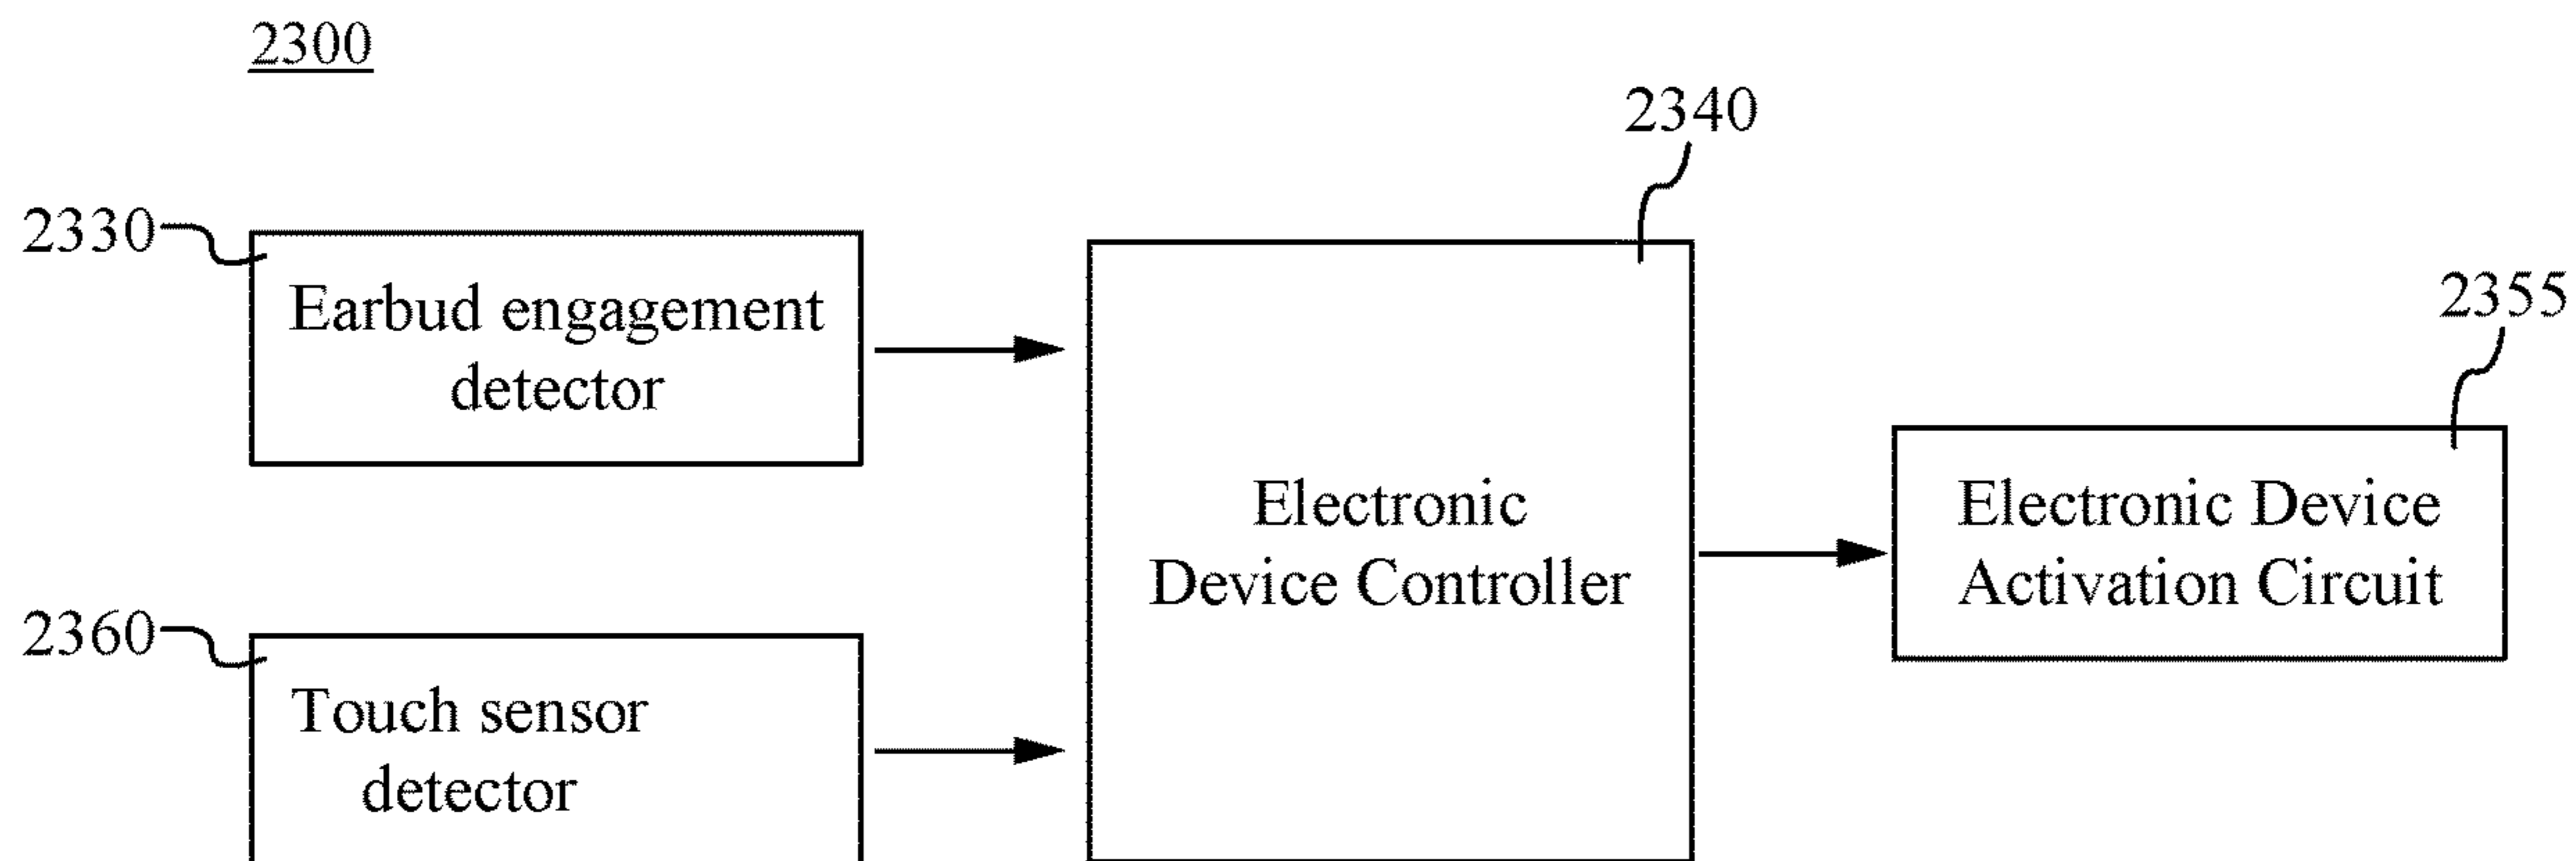 2300
2340
2330
Earbud engagement
detector
2355
Electronic
Device Controller
Electronic Device
Activation Circuit
2360
Touch sensor
detector